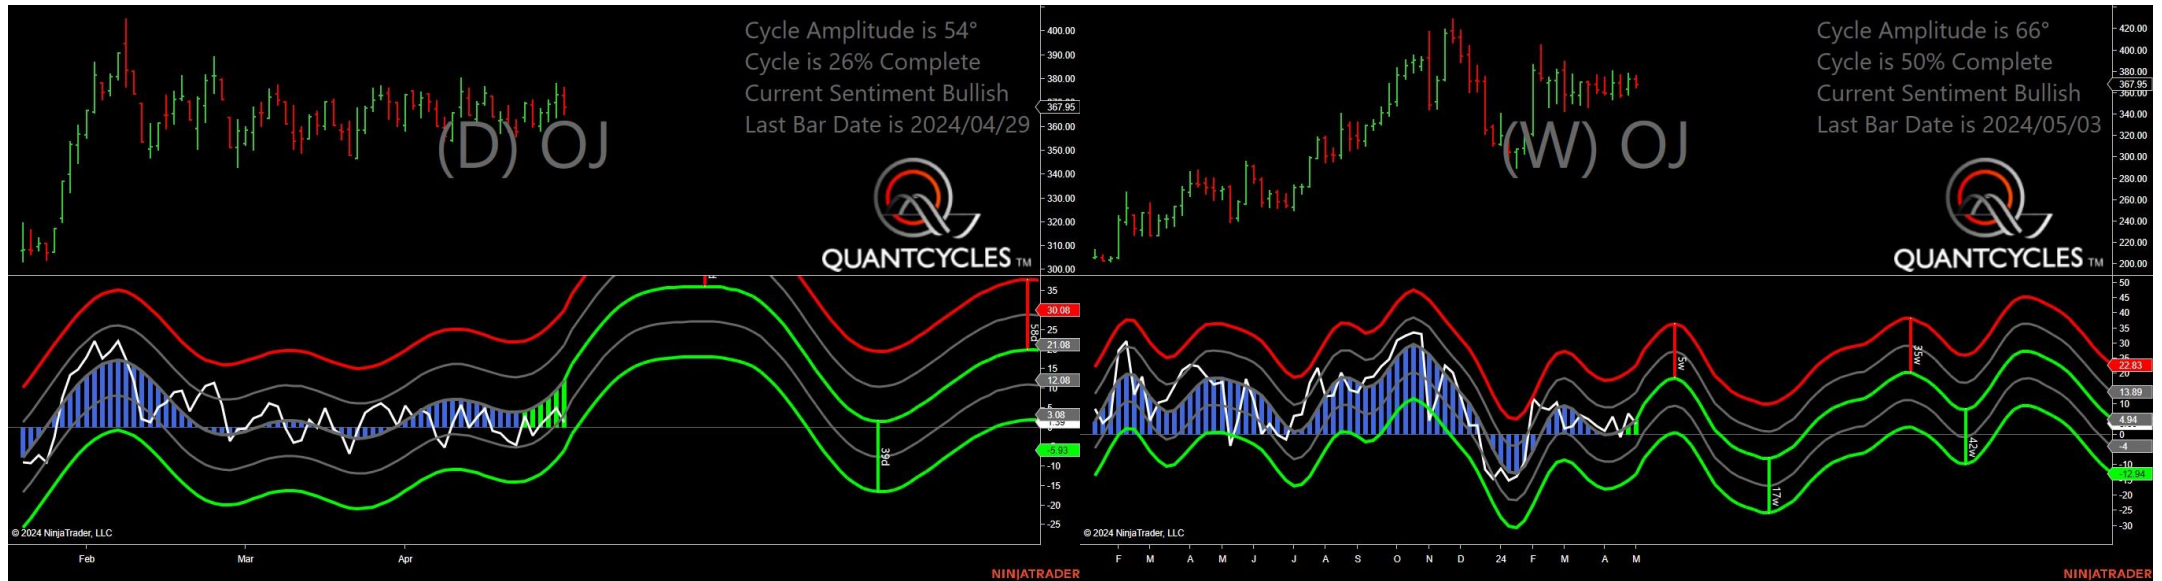 Cycle Amplitude is 54°
Cycle is 26% Complete
Current Sentiment Bullish
Last Bar Date is 2024/04/29
(D) OJ
QUANTCYCLES TM
400.00
390.00
380.00
367.95
360.00
350.00
340.00
330.00
320.00
310.00
300.00
35
30.08
25
58d
21.08
15
12.08
5
3.08
1.39
-5.93
-10
-15
-20
-25
39d
© 2024 NinjaTrader, LLC
Feb Mar Apr
NINJATRADER
Cycle Amplitude is 66°
Cycle is 50% Complete
Current Sentiment Bullish
Last Bar Date is 2024/05/03
(W) OJ
QUANTCYCLES TM
420.00
400.00
380.00
367.95
360.00
340.00
320.00
300.00
280.00
260.00
240.00
220.00
200.00
50
45
40
35
30
22.83
20
13.89
10
4.94
0
-4
-10
-12.94
-20
-25
-30
5w
17w
35w
42w
© 2024 NinjaTrader, LLC
F M A M J J A S O N D 24 F M A M
NINJATRADER